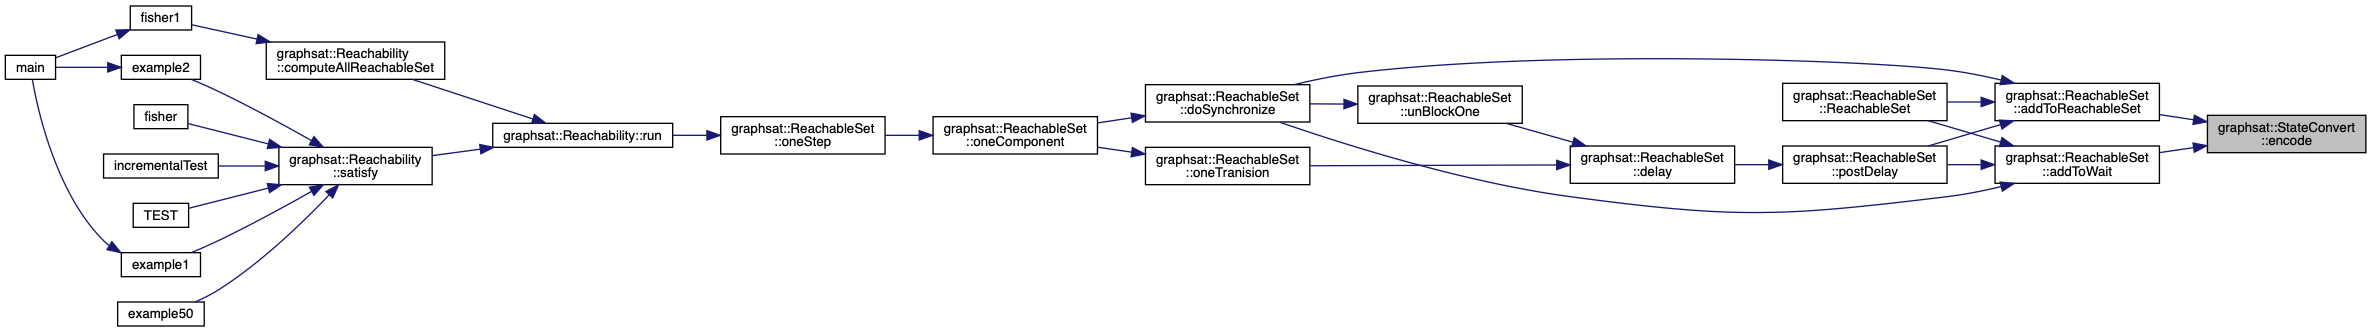 main
fisher1
example2
fisher
incrementalTest
TEST
example1
example50
graphsat::Reachability
::computeAllReachableSet
graphsat::Reachability
::satisfy
graphsat::Reachability::run
graphsat::ReachableSet
::oneStep
graphsat::ReachableSet
::oneComponent
graphsat::ReachableSet
::doSynchronize
graphsat::ReachableSet
::oneTranision
graphsat::ReachableSet
::unBlockOne
graphsat::ReachableSet
::delay
graphsat::ReachableSet
::ReachableSet
graphsat::ReachableSet
::postDelay
graphsat::ReachableSet
::addToReachableSet
graphsat::ReachableSet
::addToWait
graphsat::StateConvert
::encode